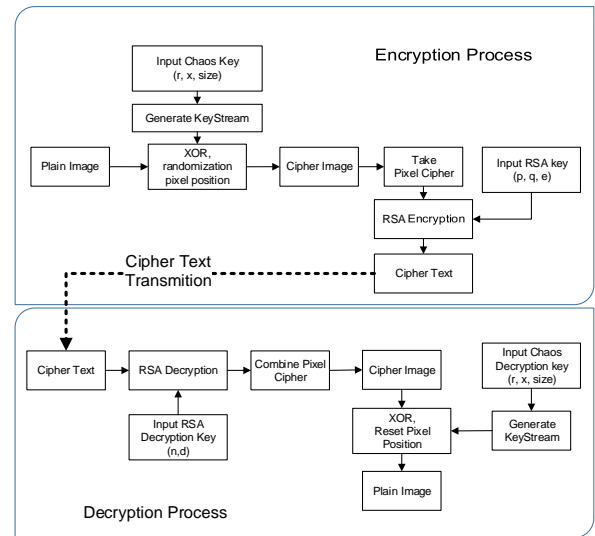 Encryption Process
Input Chaos Key
(r, x, size)
Generate KeyStream
Plain Image
XOR,
randomization
pixel position
Cipher Image
Take
Pixel Cipher
Input RSA key
(p, q, e)
RSA Encryption
Cipher Text
Cipher Text
Transmition
Cipher Text
RSA Decryption
Combine Pixel
Cipher
Cipher Image
Input Chaos
Decryption key
(r, x, size)
Input RSA
Decryption Key
(n,d)
XOR,
Reset Pixel
Position
Generate
KeyStream
Plain Image
Decryption Process